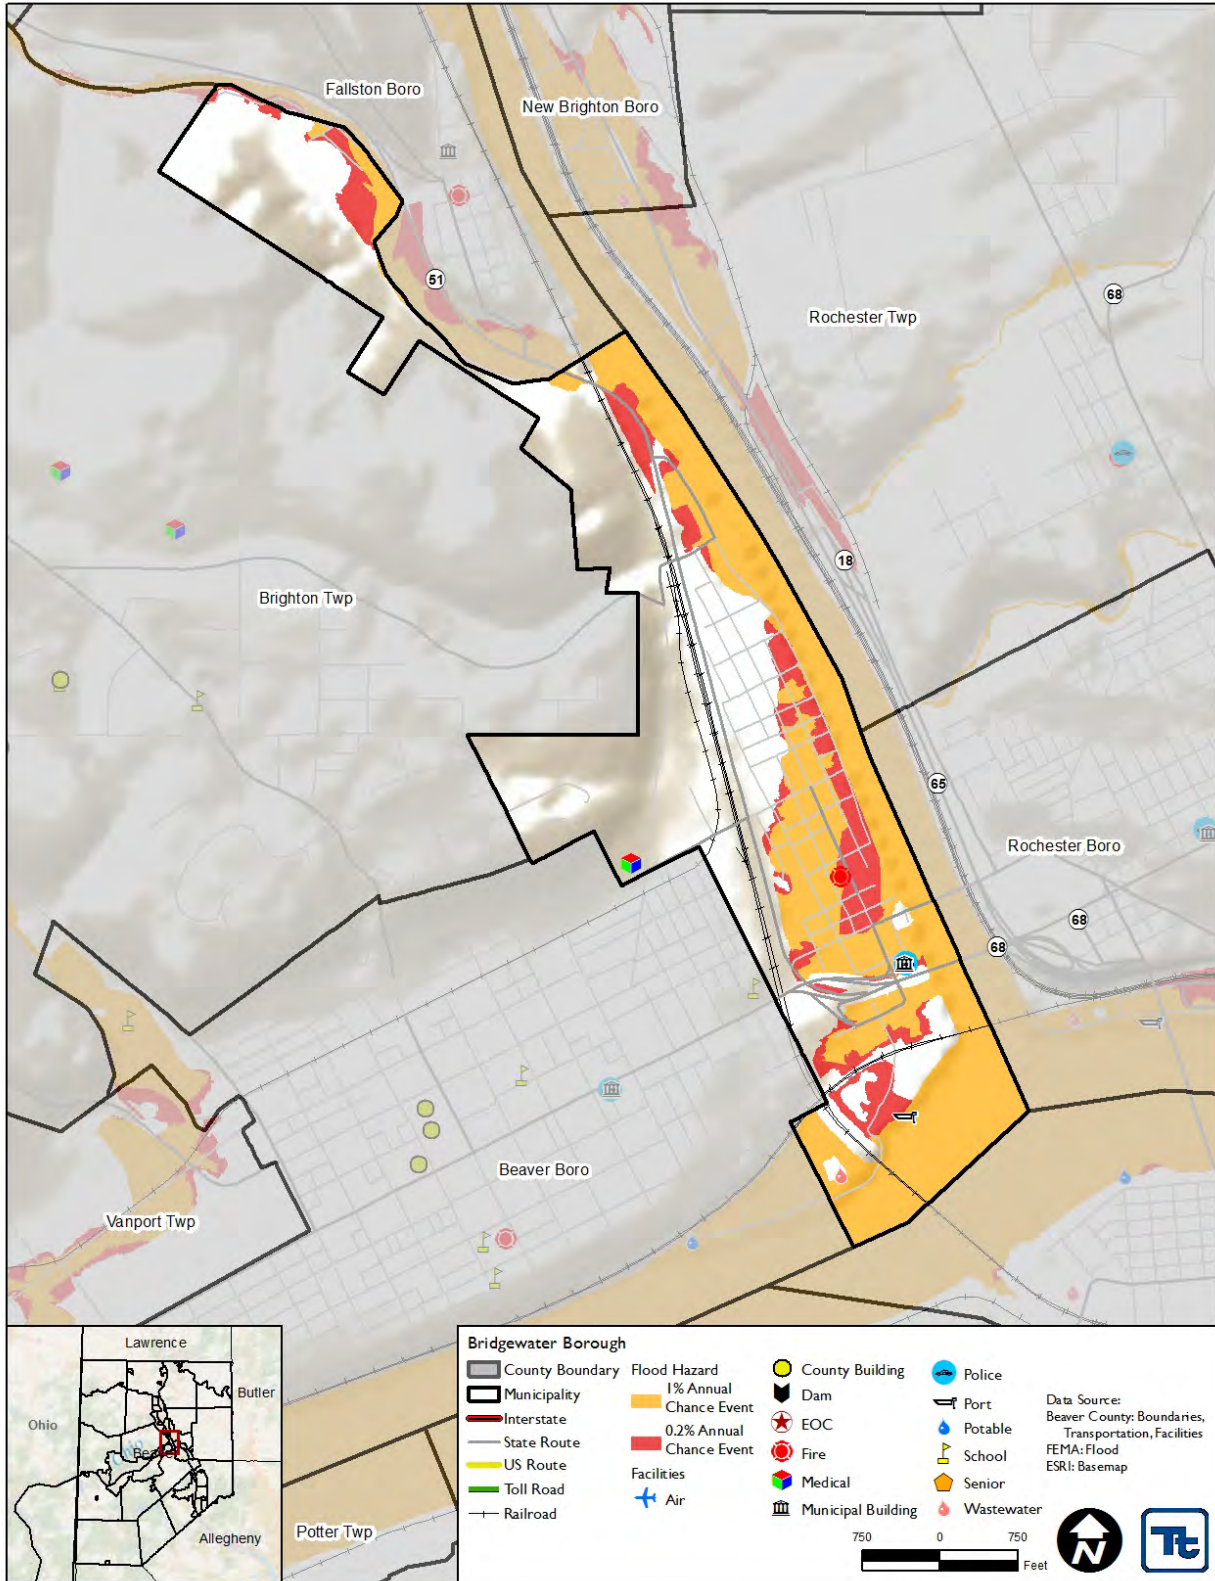 Fallston Boro
New Brighton Boro
51
68
Rochester Twp
18
Brighton Twp
65
Rochester Boro
68
68
Beaver Boro
Vanport Twp
Potter Twp
Lawrence
Butler
Ohio
Ohio
Allegheny
Bridgewater Borough
County Boundary
Municipality
Interstate
State Route
US Route
Toll Road
Railroad
Flood Hazard
1% Annual
Chance Event
0.2% Annual
Chance Event
Facilities
Air
County Building
Dam
EOC
Fire
Medical
Municipal Building
Police
Port
Potable
School
Senior
Wastewater
Data Source:
Beaver County: Boundaries,
Transportation, Facilities
FEMA: Flood
ESRI: Basemap
750 0 750
Feet
N
Tt